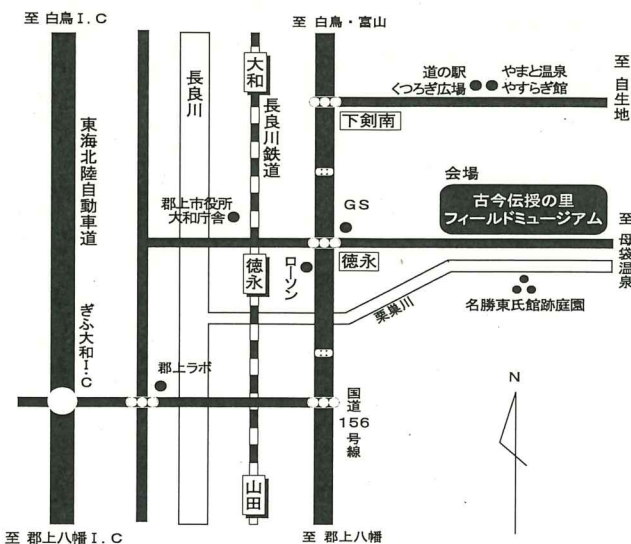 至 白鳥Ⅰ.C
至 白鳥・富山
東海北陸自動車道
長良川
大和
長良川鉄道
道の駅
くつろぎ広場
やまと温泉
やすらぎ館
至 自生地
下剣南
会場
古今伝授の里
フィールドミュージアム
郡上市役所
大和庁舎
GS
至 母袋温泉
徳永
ローソン
徳永
栗巣川
名勝東氏館跡庭園
ぎふ大和Ⅰ.C
郡上ラボ
国道
156
号線
N
山田
至 郡上八幡Ⅰ.C
至 郡上八幡